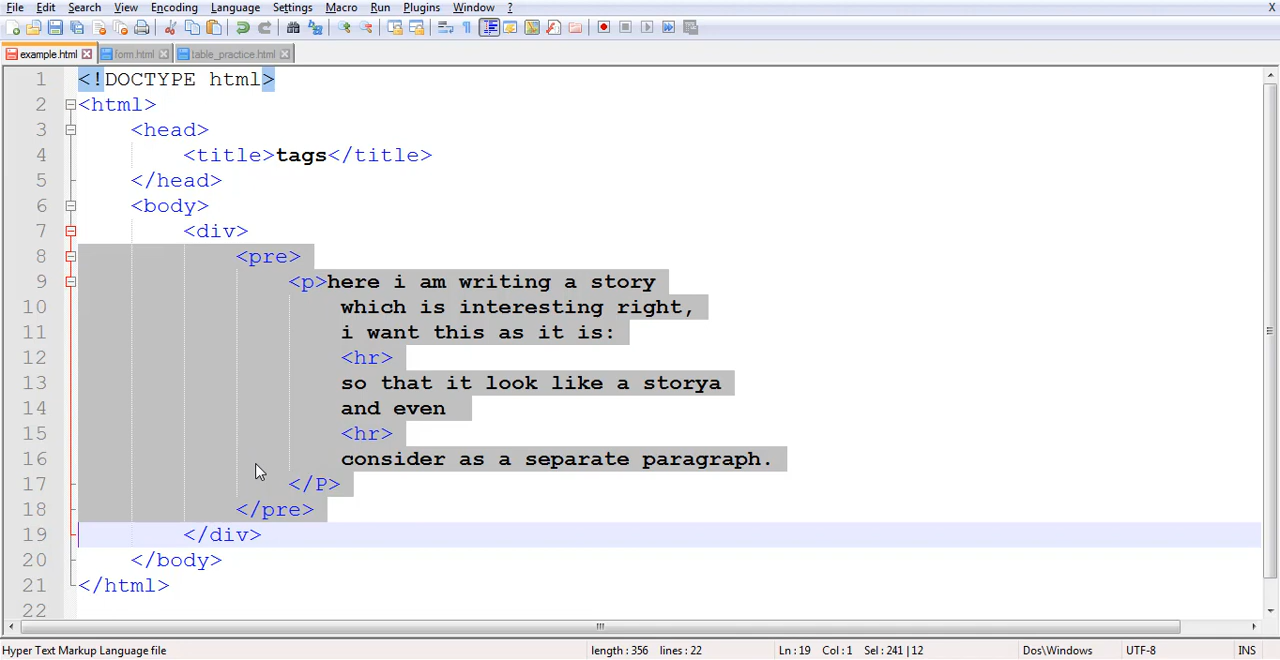 File Edit Search View Encoding Language Settings Macro Run Plugins Window ? X
example.html form.html table_practice.html
1 <!DOCTYPE html>
2 <html>
3 <head>
4 <title>tags</title>
5 </head>
6 <body>
7 <div>
8 <pre>
9 <p>here i am writing a story
10 which is interesting right,
11 i want this as it is:
12 <hr>
13 so that it look like a storya
14 and even
15 <hr>
16 consider as a separate paragraph.
17 </P>
18 </pre>
19 </div>
20 </body>
21 </html>
22
Hyper Text Markup Language file length : 356 lines : 22 Ln : 19 Col : 1 Sel : 241 | 12 Dos\Windows UTF-8 INS